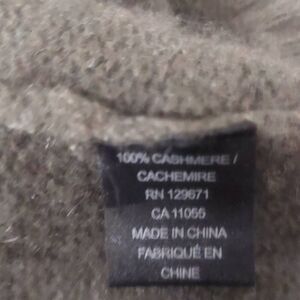 100% CASHMERE /
CACHEMIRE
RN 129671
CA 11055
MADE IN CHINA
FABRIQUÉ EN
CHINE